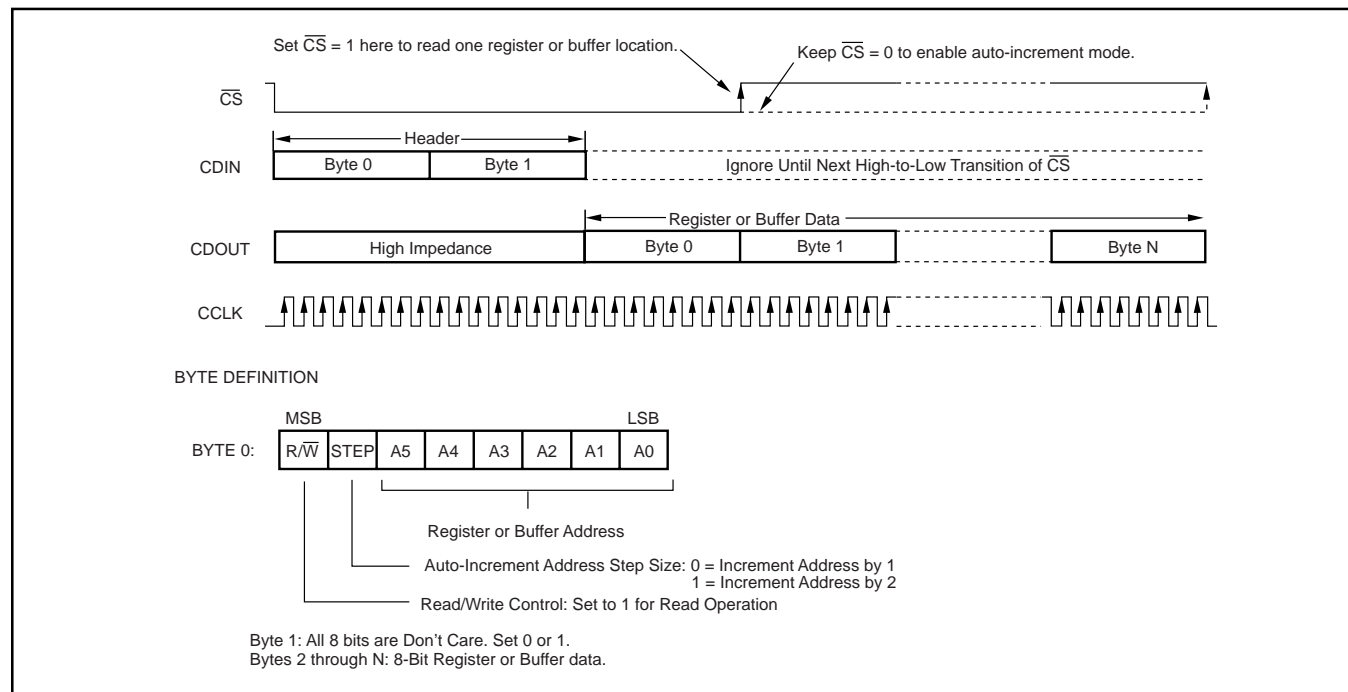 Set C̅S̅ = 1 here to read one register or buffer location.
Keep C̅S̅ = 0 to enable auto-increment mode.
C̅S̅
Header
CDIN
Byte 0
Byte 1
Ignore Until Next High-to-Low Transition of C̅S̅
Register or Buffer Data
CDOUT
High Impedance
Byte 0
Byte 1
Byte N
CCLK
BYTE DEFINITION
MSB
LSB
BYTE 0:
R/W̅
STEP
A5
A4
A3
A2
A1
A0
Register or Buffer Address
Auto-Increment Address Step Size: 0 = Increment Address by 1
1 = Increment Address by 2
Read/Write Control: Set to 1 for Read Operation
Byte 1: All 8 bits are Don’t Care. Set 0 or 1.
Bytes 2 through N: 8-Bit Register or Buffer data.